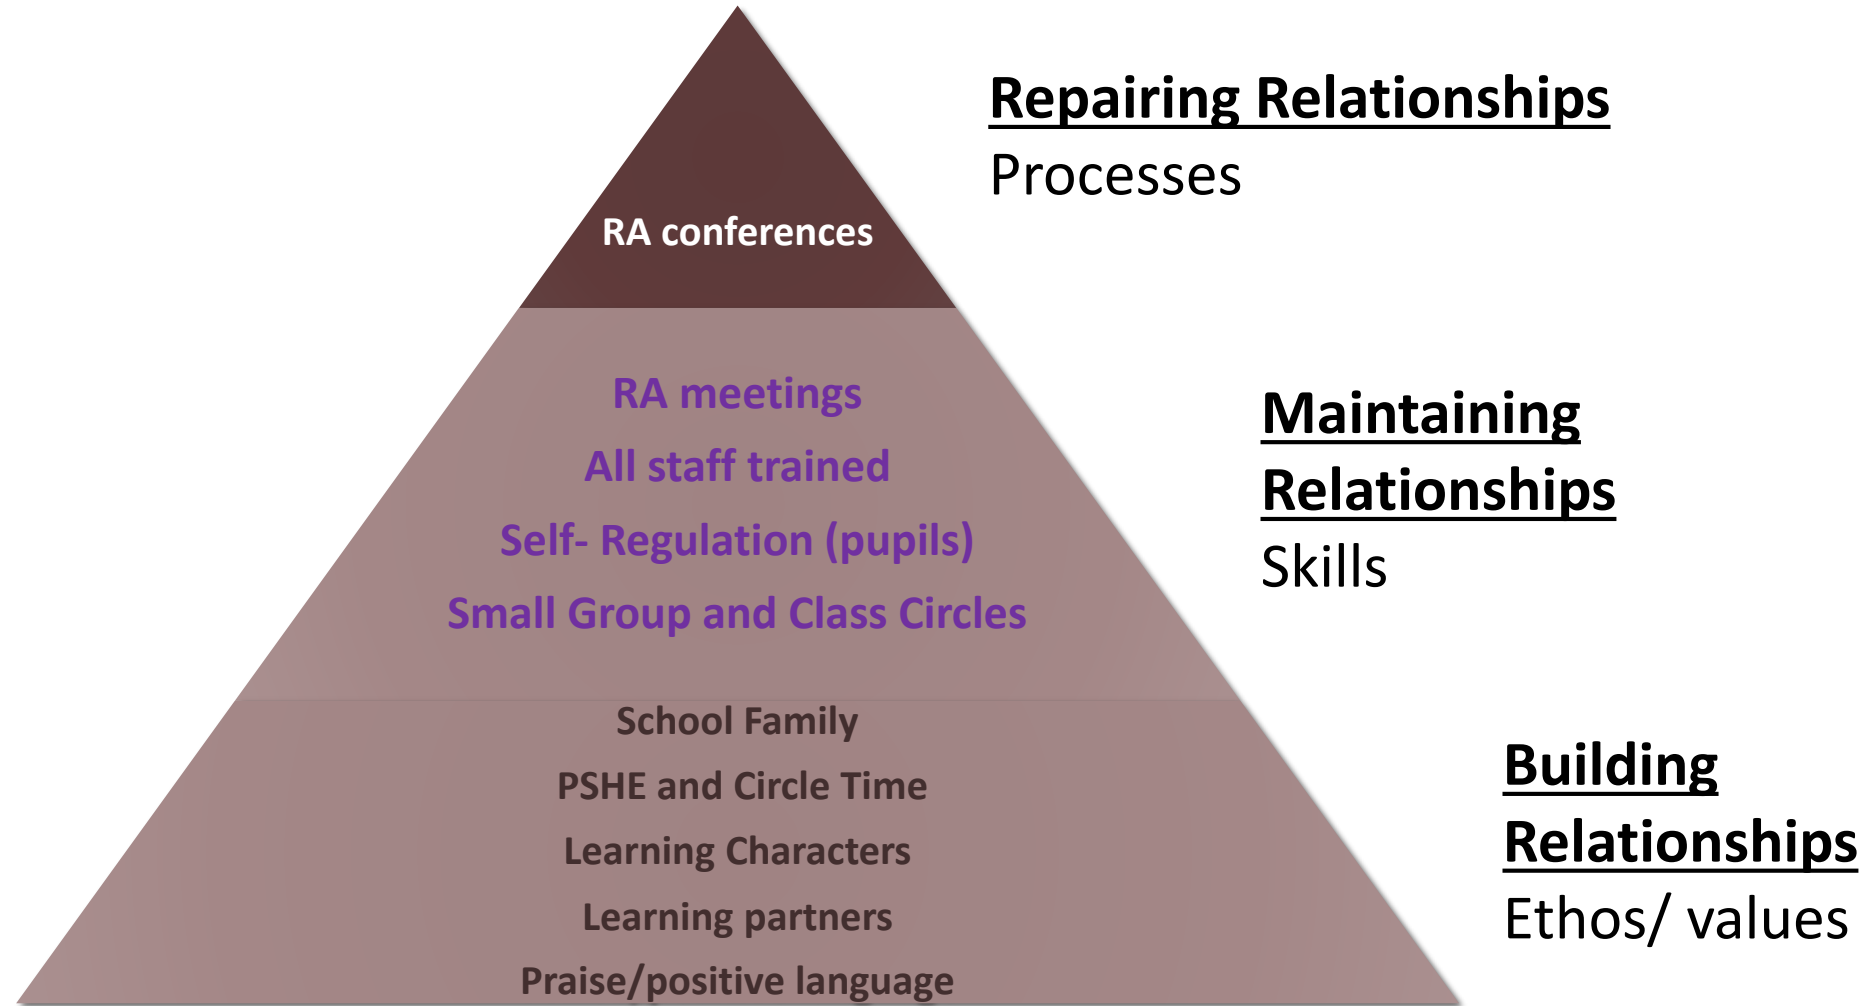 Repairing Relationships
Processes
RA conferences
RA meetings
All staff trained
Self- Regulation (pupils)
Small Group and Class Circles
Maintaining
Relationships
Skills
School Family
PSHE and Circle Time
Learning Characters
Learning partners
Praise/positive language
Building
Relationships
Ethos/ values